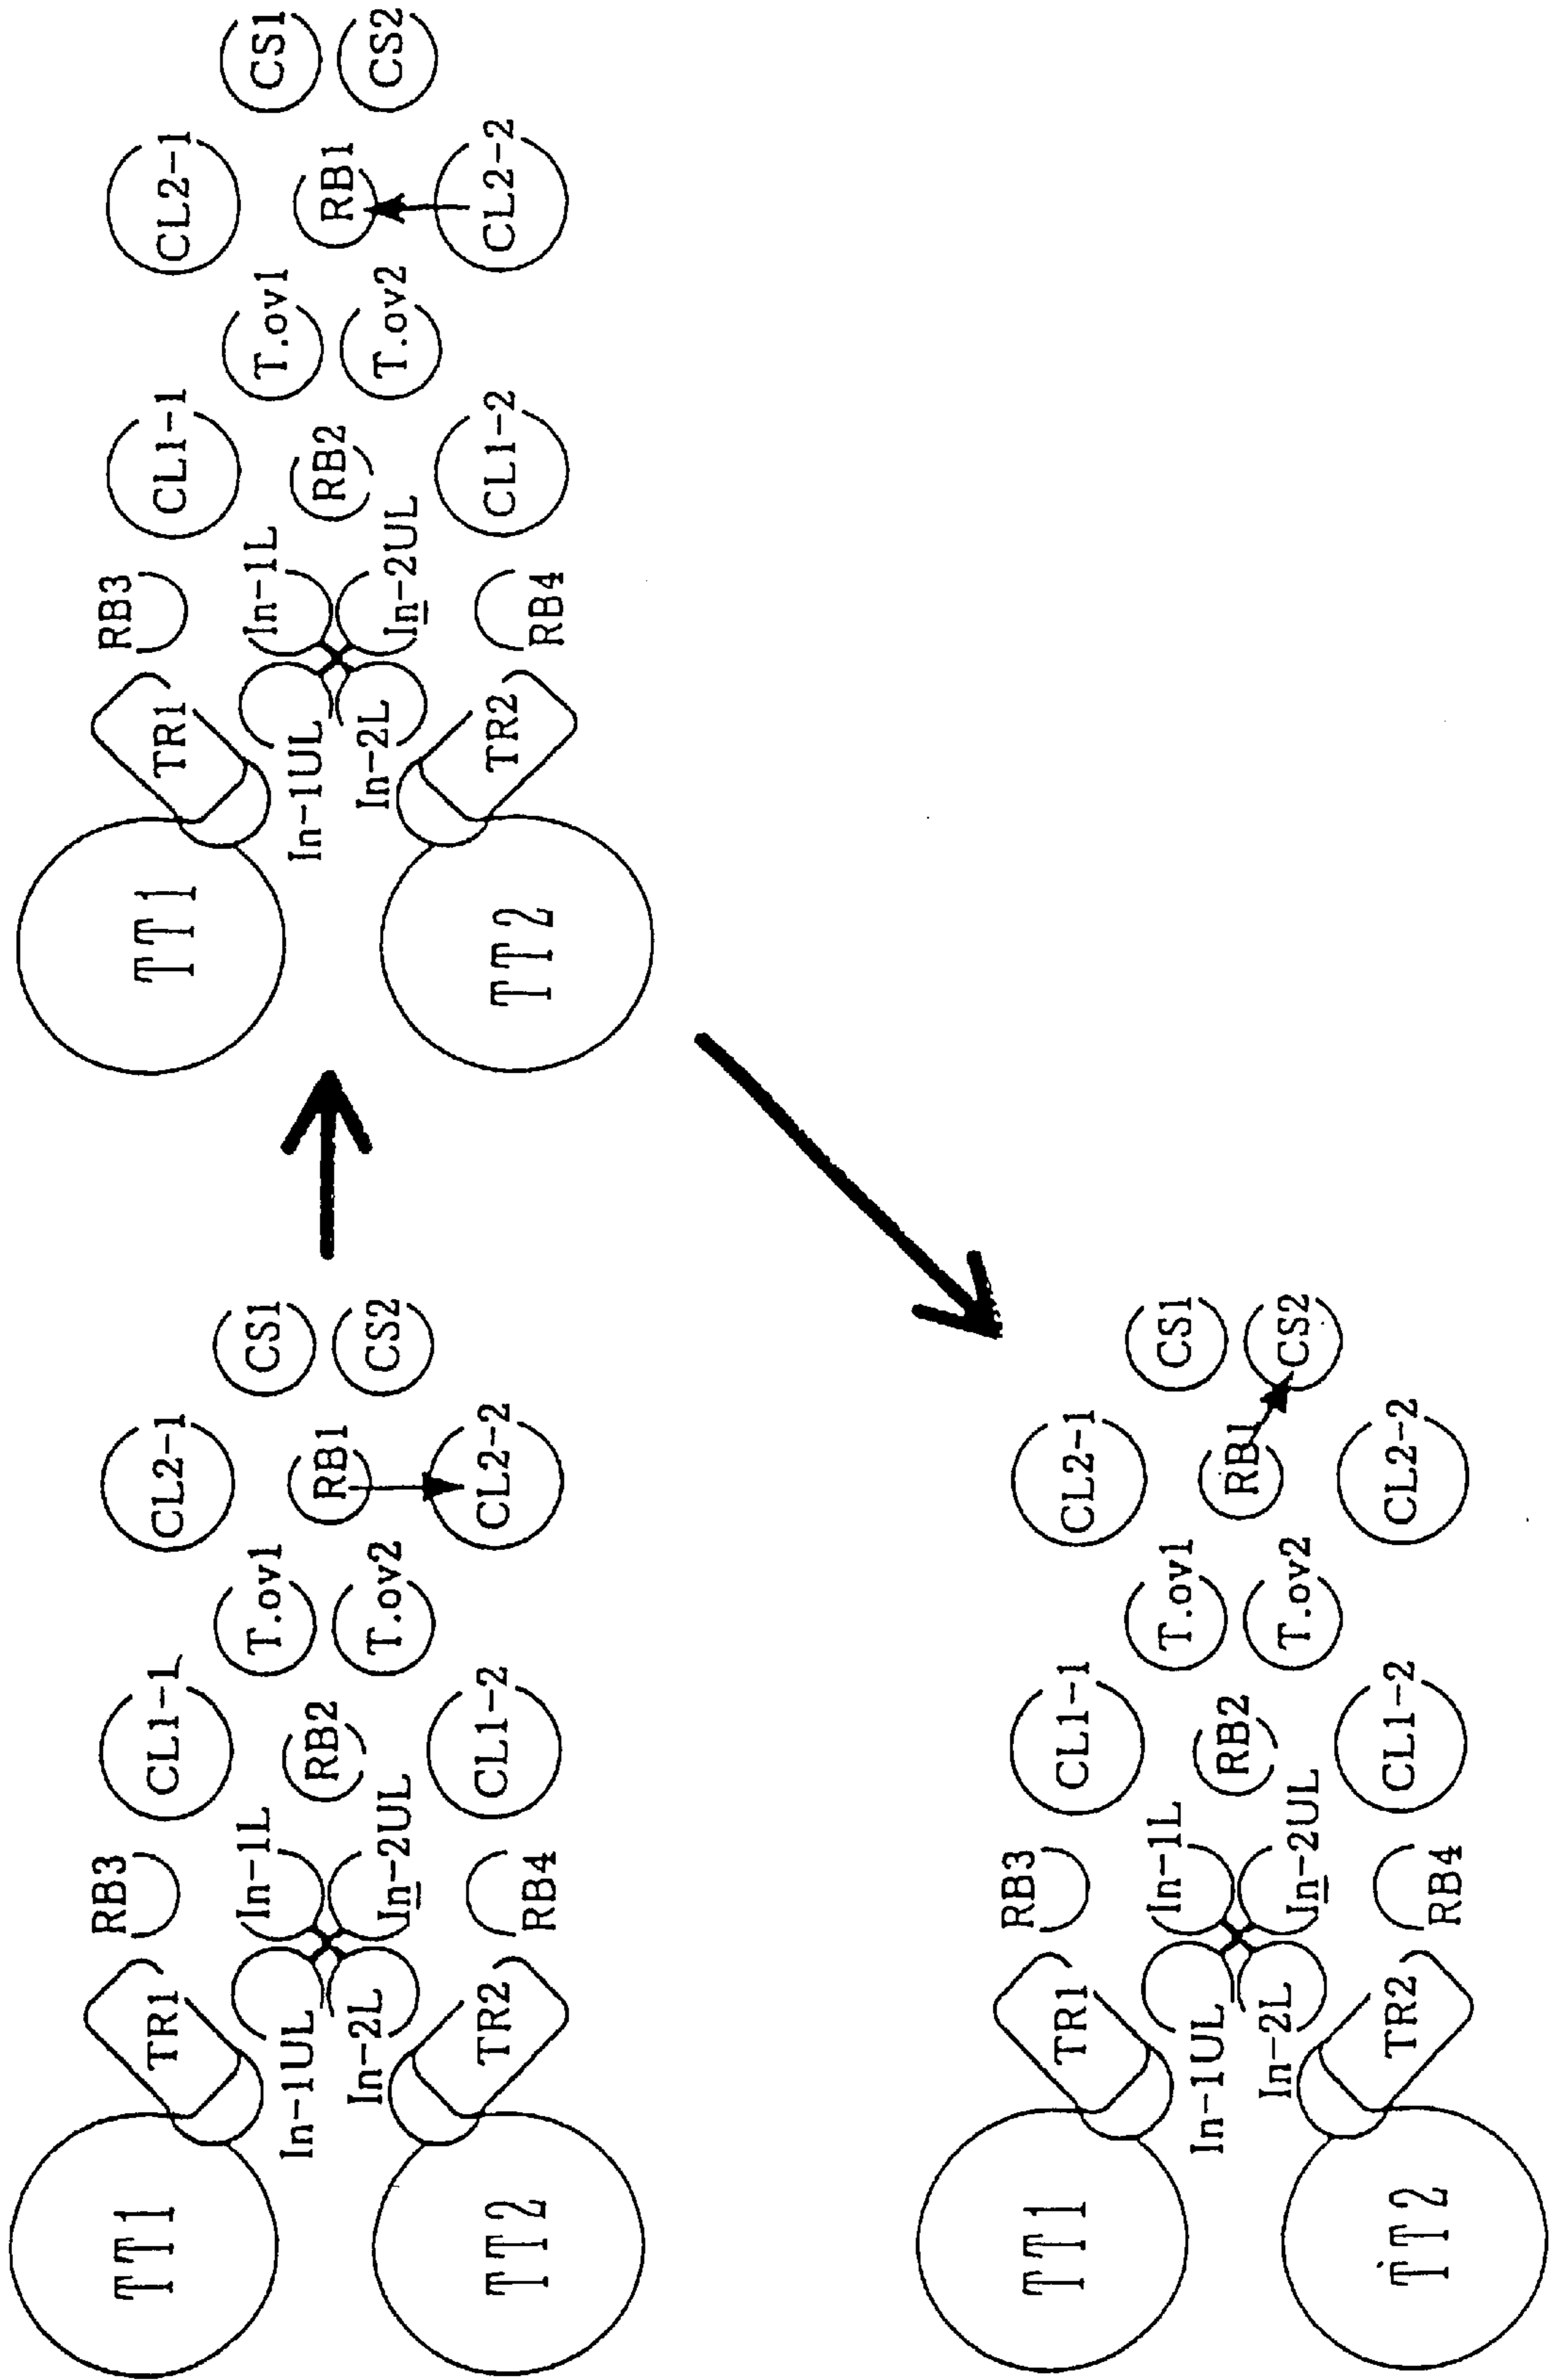 TT1
TR1
RB3
CL1-1
CL2-1
In-1UL
In-1L
T.ov1
CS1
RB2
RB1
In-2L
In-2UL
T.ov2
CS2
TT2
TR2
RB4
CL1-2
CL2-2
TT1
TR1
RB3
CL1-1
CL2-1
In-1UL
In-1L
T.ov1
CS1
RB2
RB1
In-2L
In-2UL
T.ov2
CS2
TT2
TR2
RB4
CL1-2
CL2-2
TT1
TR1
RB3
CL1-1
CL2-1
In-1UL
In-1L
T.ov1
CS1
RB2
RB1
In-2L
In-2UL
T.ov2
CS2
TT2
TR2
RB4
CL1-2
CL2-2